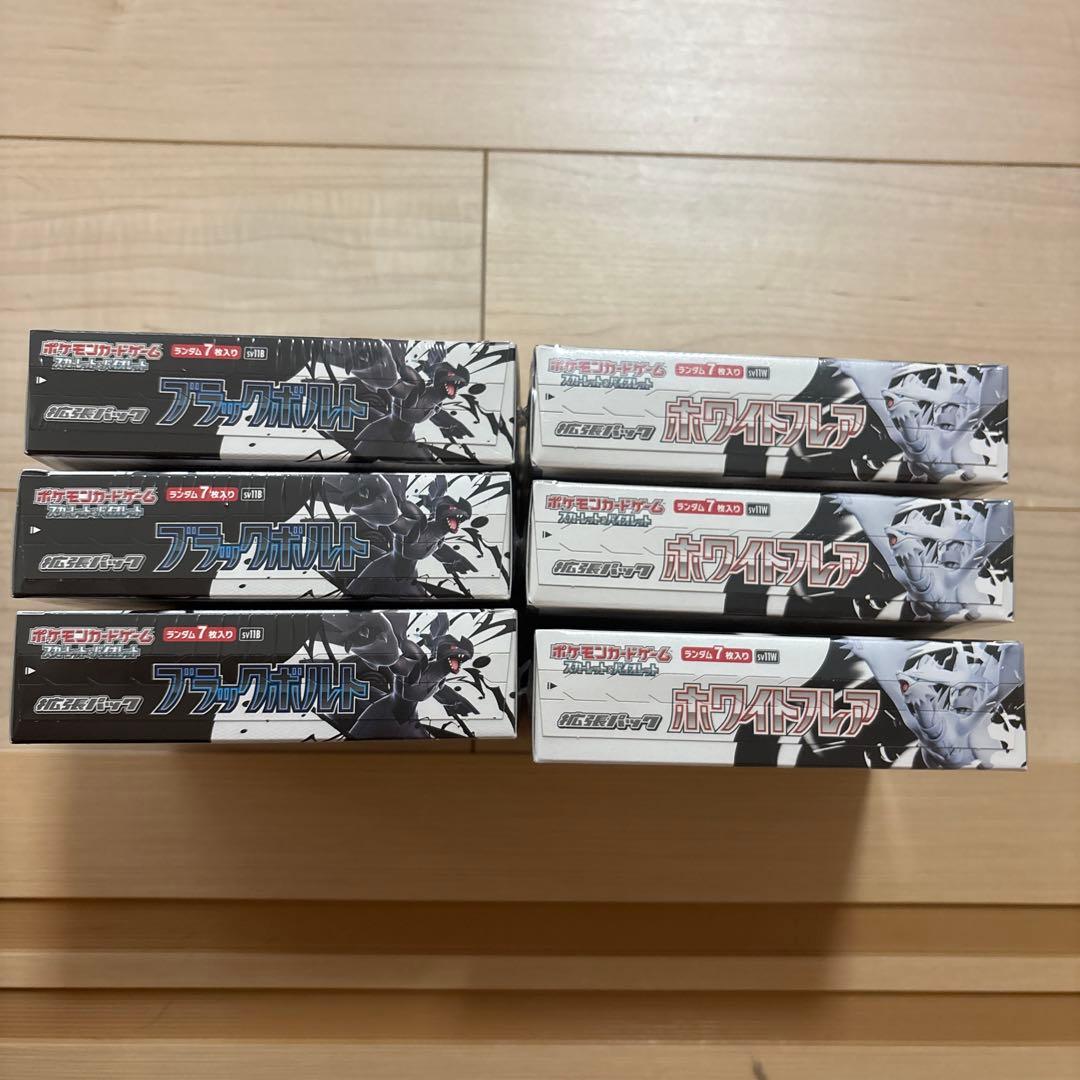 ポケモンカードゲーム
スカーレット&バイオレット
ランダム7枚入り sv11B
拡張パック ブラックボルト
ポケモンカードゲーム
スカーレット&バイオレット
ランダム7枚入り sv11B
拡張パック ブラックボルト
ポケモンカードゲーム
スカーレット&バイオレット
ランダム7枚入り sv11B
拡張パック ブラックボルト
ポケモンカードゲーム
スカーレット&バイオレット
ランダム7枚入り sv11W
拡張パック ホワイトフレア
ポケモンカードゲーム
スカーレット&バイオレット
ランダム7枚入り sv11W
拡張パック ホワイトフレア
ポケモンカードゲーム
スカーレット&バイオレット
ランダム7枚入り sv11W
拡張パック ホワイトフレア